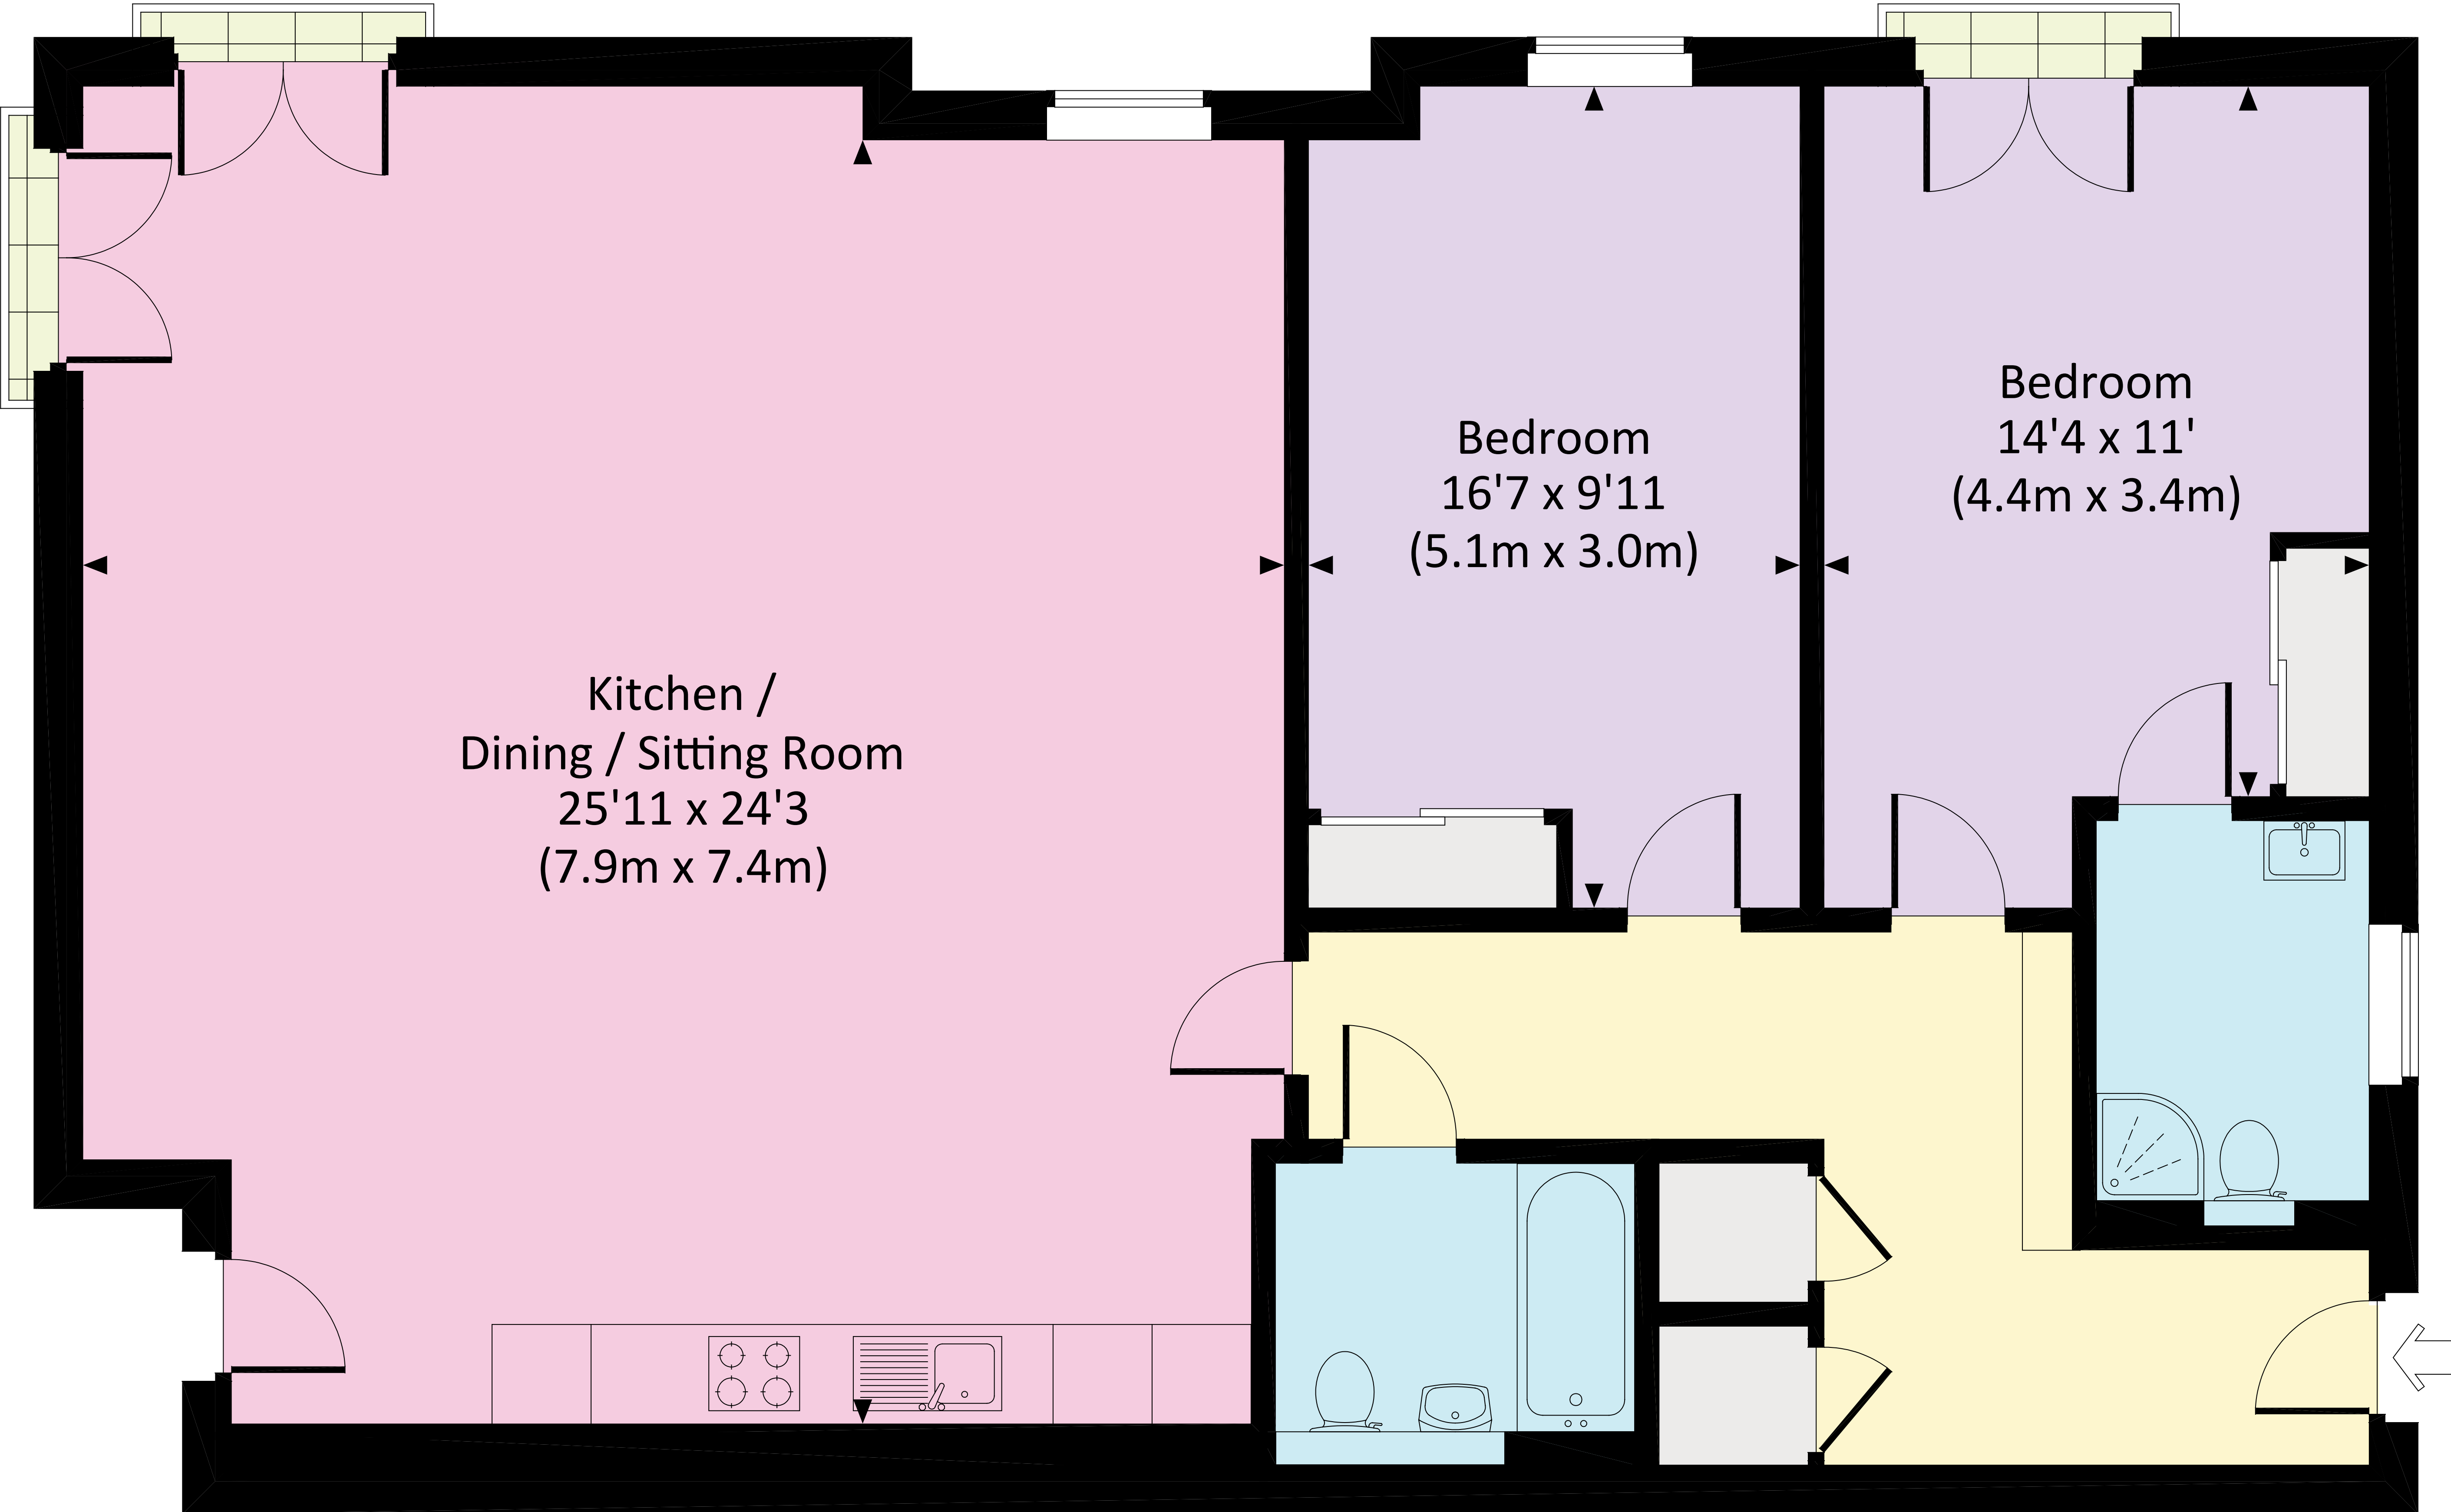 Kitchen /
Dining / Sitting Room
25'11 x 24'3
(7.9m x 7.4m)
Bedroom
16'7 x 9'11
(5.1m x 3.0m)
Bedroom
14'4 x 11'
(4.4m x 3.4m)